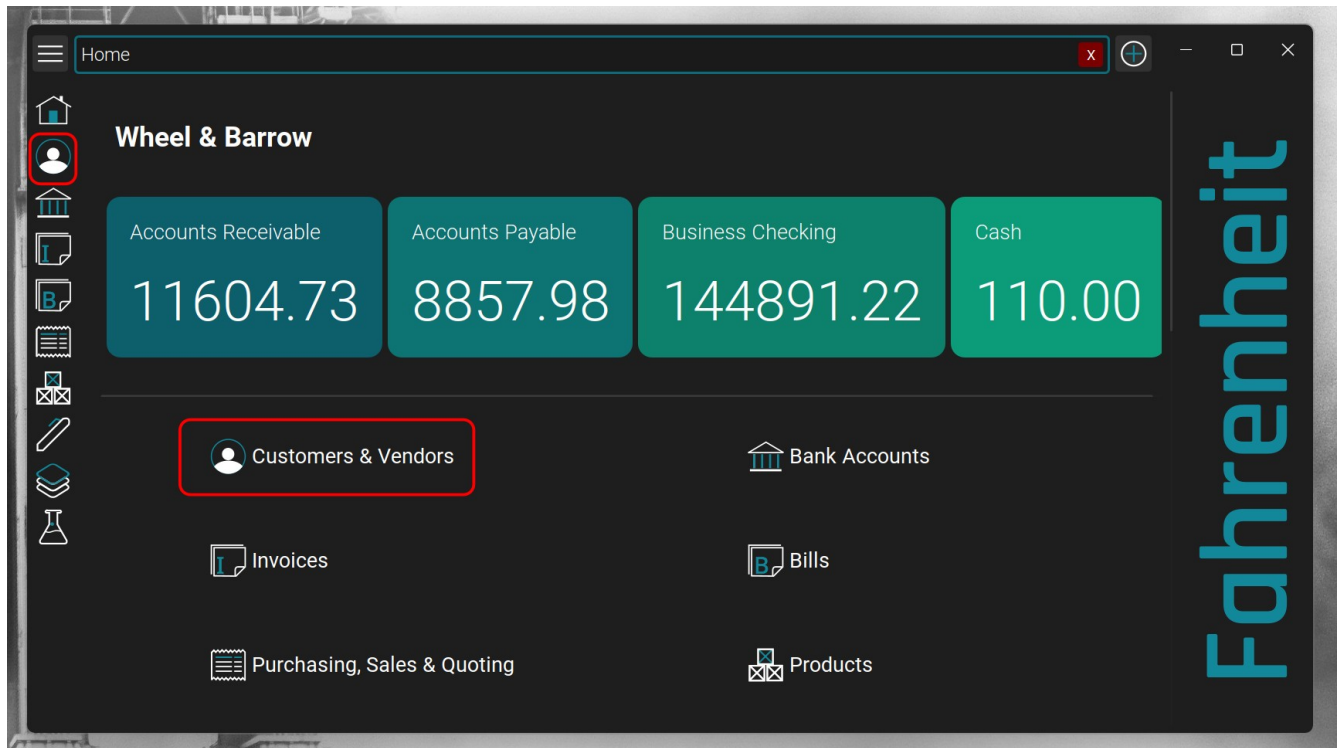 Home
X
Wheel & Barrow
Accounts Receivable
11604.73
Accounts Payable
8857.98
Business Checking
144891.22
Cash
110.00
I
B
Customers & Vendors
Bank Accounts
I Invoices
B Bills
Purchasing, Sales & Quoting
Products
Fahrenheit